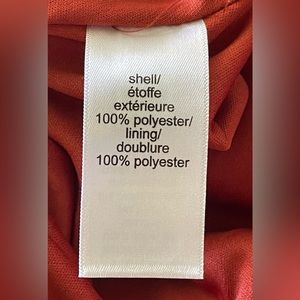 shell/
étoffe
extérieure
100% polyester/
lining/
doublure
100% polyester